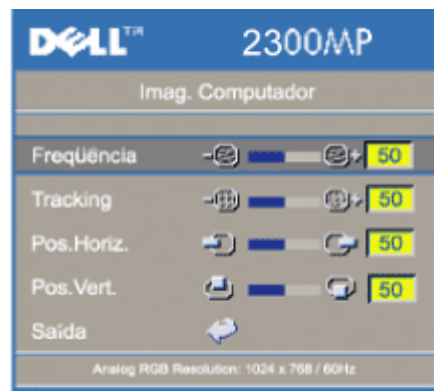 DELL™ 2300MP
Imag. Computador
Freqüência 50
Tracking 50
Pos.Horiz. 50
Pos.Vert. 50
Saída
Analog RGB Resolution: 1024 x 768 / 60Hz